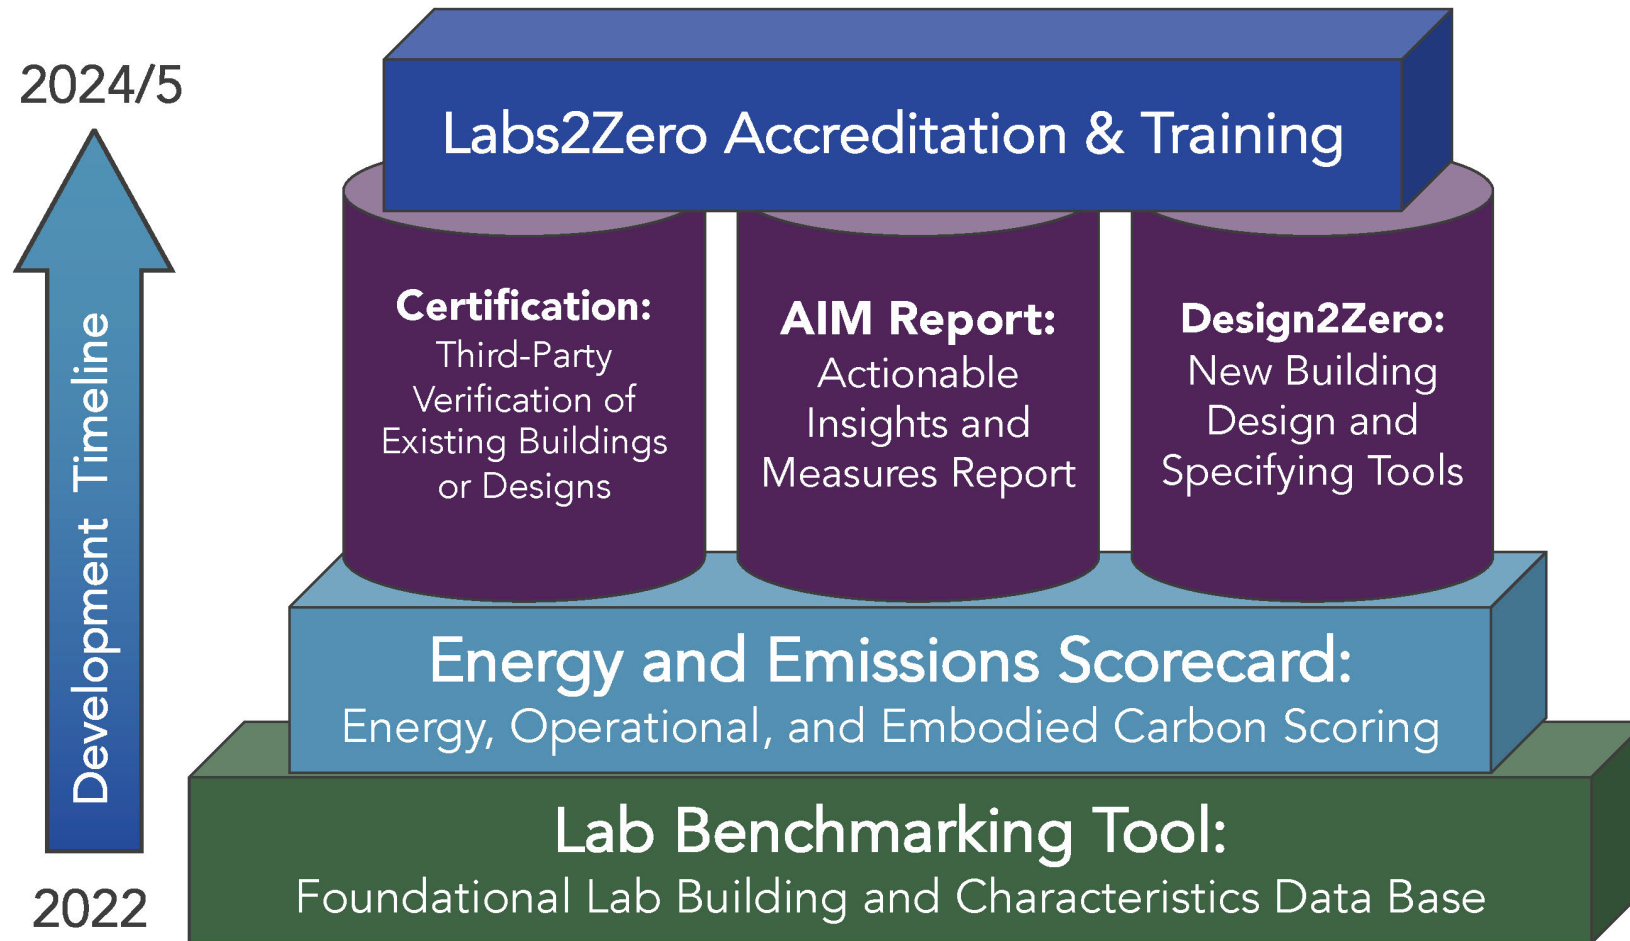 2024/5
Development Timeline
2022
Labs2Zero Accreditation & Training
Certification:
Third-Party
Verification of
Existing Buildings
or Designs
AIM Report:
Actionable
Insights and
Measures Report
Design2Zero:
New Building
Design and
Specifying Tools
Energy and Emissions Scorecard:
Energy, Operational, and Embodied Carbon Scoring
Lab Benchmarking Tool:
Foundational Lab Building and Characteristics Data Base